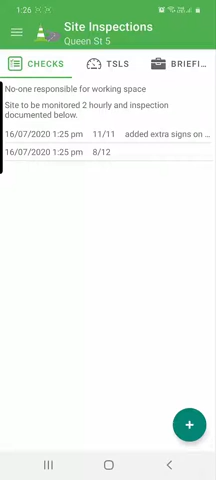 1:26
Site Inspections
Queen St 5
CHECKS TSLS BRIEFI...
No-one responsible for working space
Site to be monitored 2 hourly and inspection
documented below.
16/07/2020 1:25 pm 11/11 added extra signs on ...
16/07/2020 1:25 pm 8/12
+